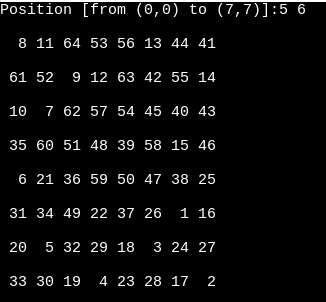 Position [from (0,0) to (7,7)]:5 6
8 11 64 53 56 13 44 41
61 52 9 12 63 42 55 14
10 7 62 57 54 45 40 43
35 60 51 48 39 58 15 46
6 21 36 59 50 47 38 25
31 34 49 22 37 26 1 16
20 5 32 29 18 3 24 27
33 30 19 4 23 28 17 2